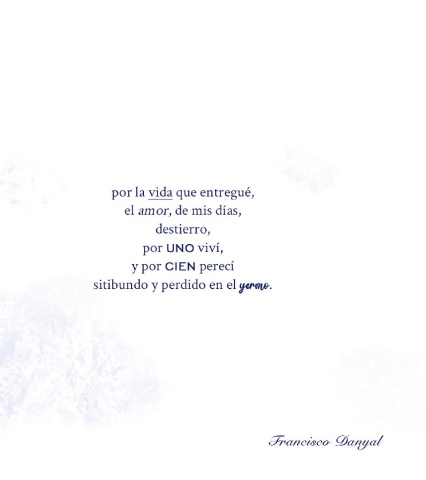 por la vida que entregué,
el amor, de mis días,
destierro,
por UNO viví,
y por CIEN perecí
sitibundo y perdido en el yermo.
Francisco Danyal